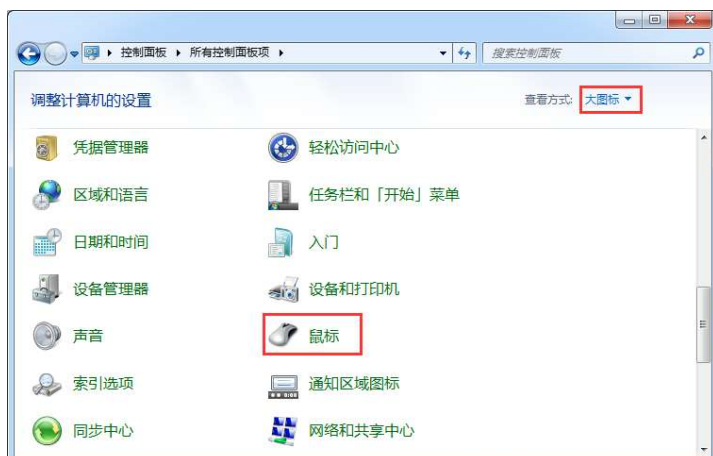 控制面板 ▸ 所有控制面板项 ▸ 搜索控制面板
调整计算机的设置 查看方式: 大图标
凭据管理器 轻松访问中心
区域和语言 任务栏和「开始」菜单
日期和时间 入门
设备管理器 设备和打印机
声音 鼠标
索引选项 通知区域图标
同步中心 网络和共享中心